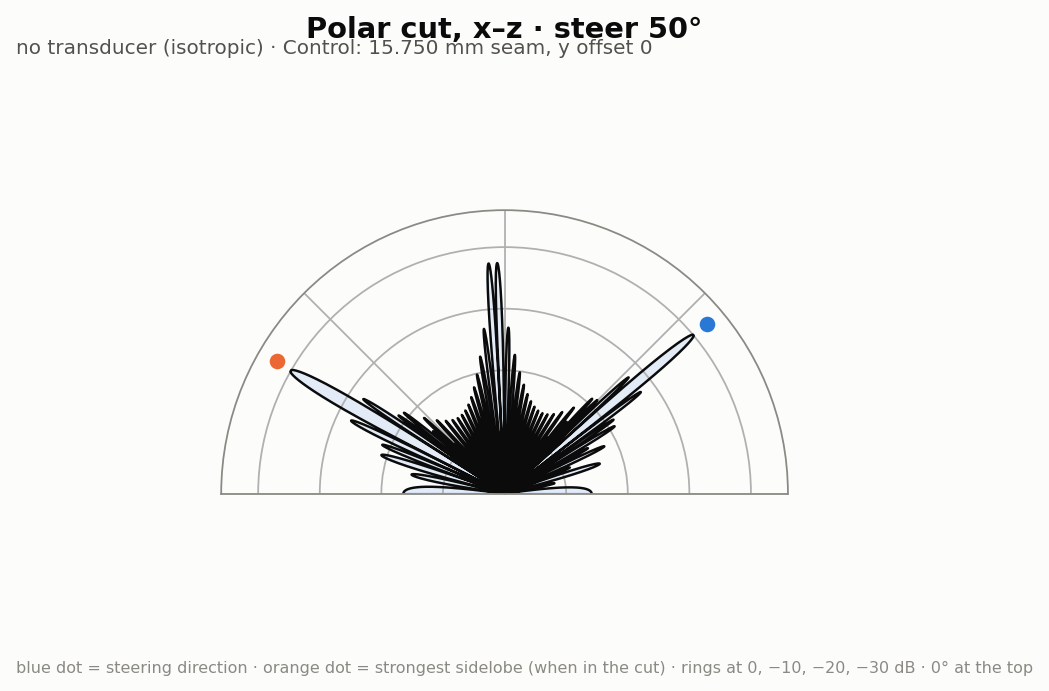 Polar cut, x–z · steer 50°
no transducer (isotropic) · Control: 15.750 mm seam, y offset 0
blue dot = steering direction · orange dot = strongest sidelobe (when in the cut) · rings at 0, −10, −20, −30 dB · 0° at the top